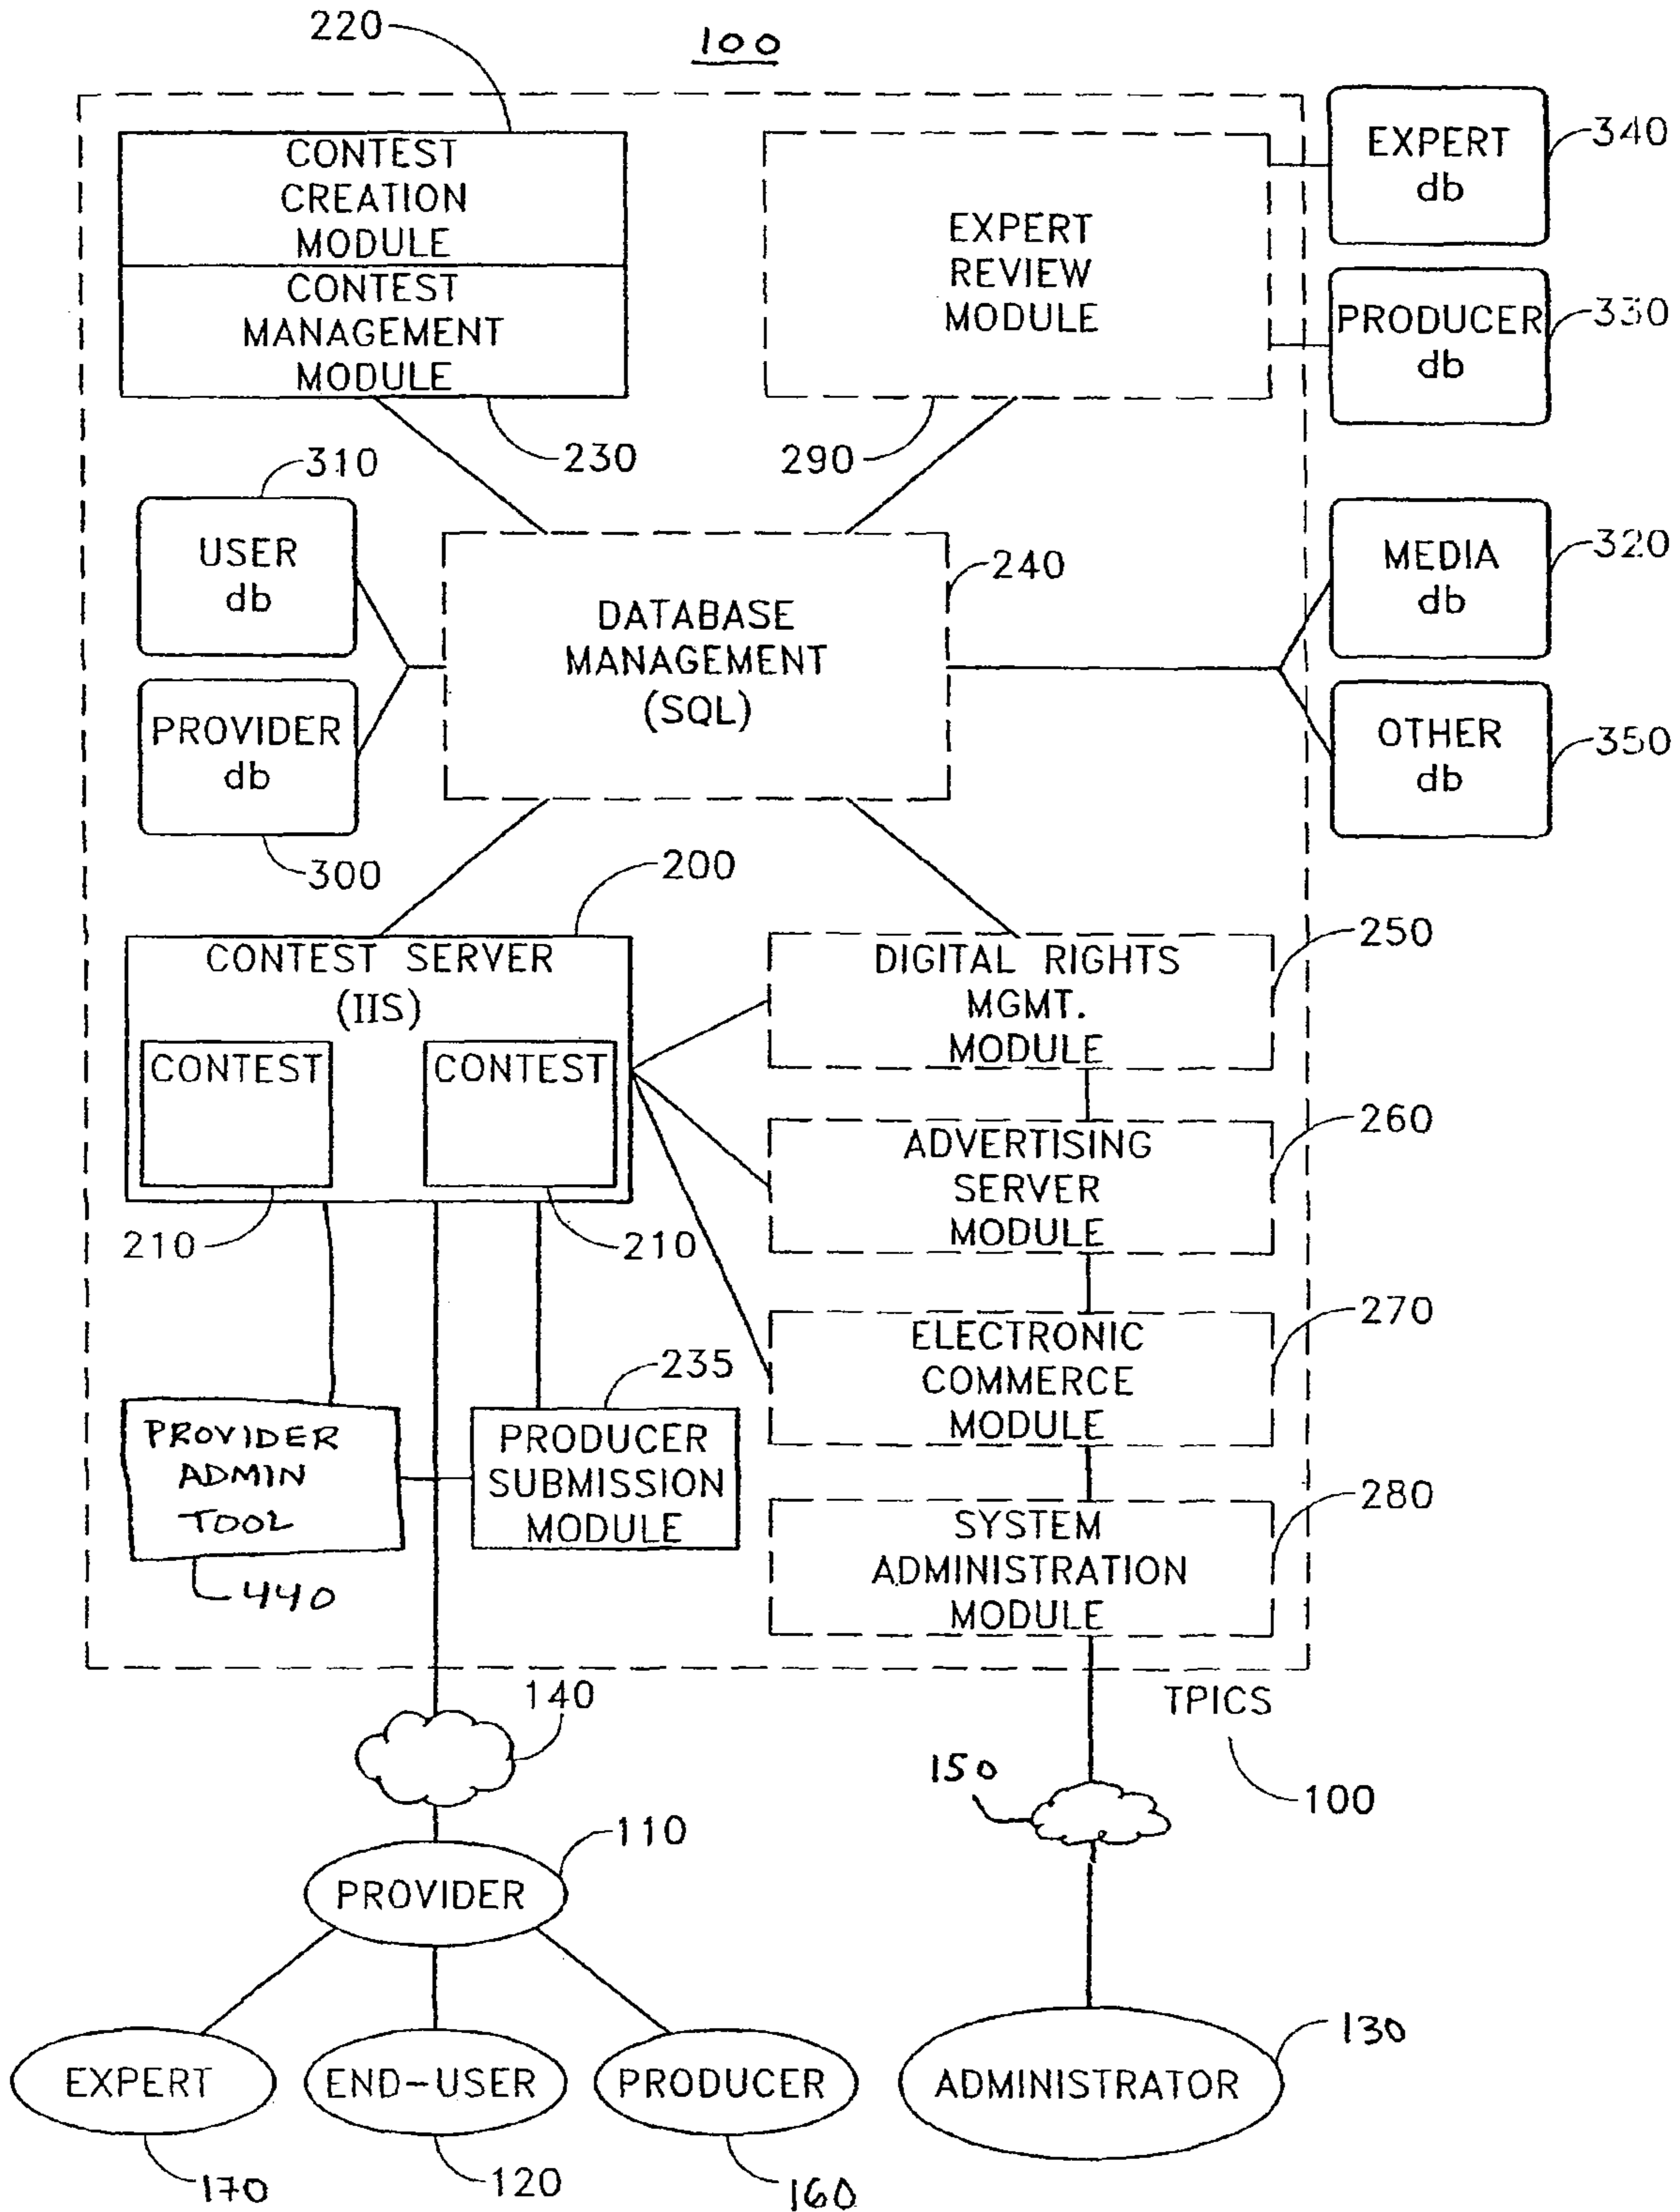 100
220
CONTEST
CREATION
MODULE
CONTEST
MANAGEMENT
MODULE
230
EXPERT
REVIEW
MODULE
290
EXPERT
db
340
PRODUCER
db
330
310
USER
db
PROVIDER
db
300
DATABASE
MANAGEMENT
(SQL)
240
MEDIA
db
320
OTHER
db
350
200
CONTEST SERVER
(IIS)
CONTEST
CONTEST
210
210
DIGITAL RIGHTS
MGMT.
MODULE
250
ADVERTISING
SERVER
MODULE
260
ELECTRONIC
COMMERCE
MODULE
270
SYSTEM
ADMINISTRATION
MODULE
280
PROVIDER
ADMIN
TOOL
440
235
PRODUCER
SUBMISSION
MODULE
TPICS
100
140
150
110
PROVIDER
EXPERT
170
END-USER
120
PRODUCER
160
ADMINISTRATOR
130